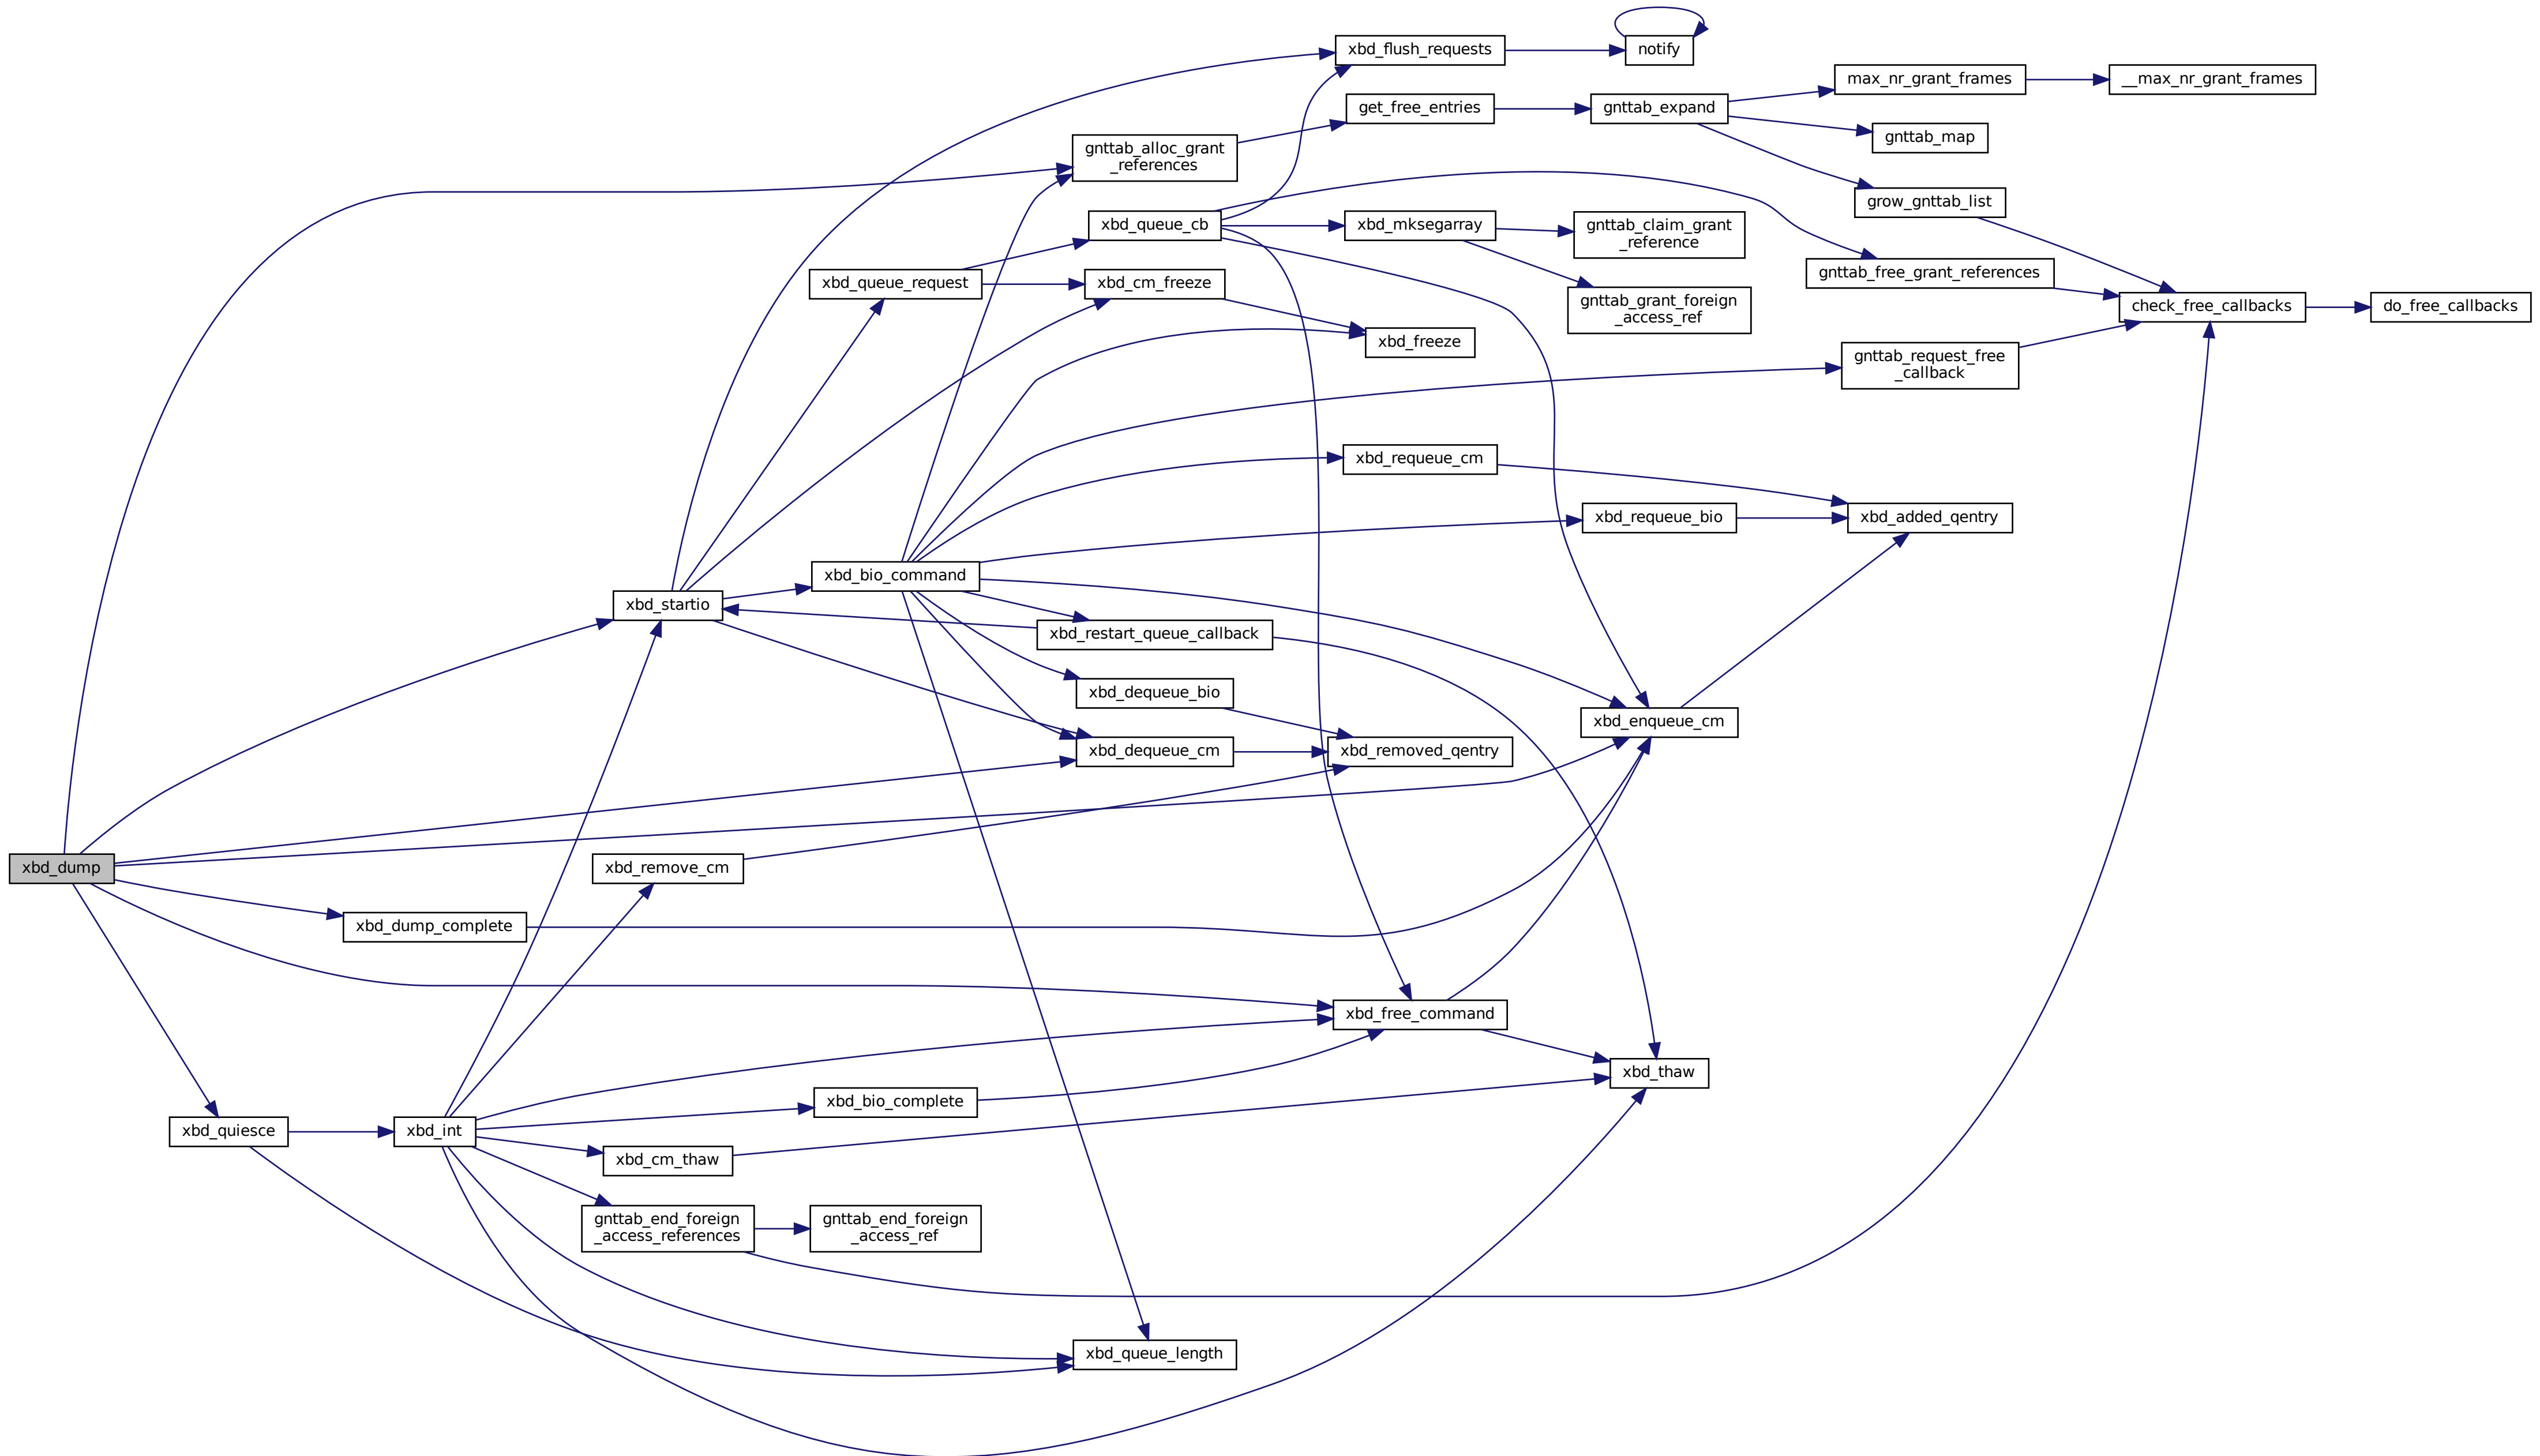 xbd_flush_requests
notify
max_nr_grant_frames
__max_nr_grant_frames
get_free_entries
gnttab_expand
gnttab_map
gnttab_alloc_grant
_references
grow_gnttab_list
xbd_queue_cb
xbd_mksegarray
gnttab_claim_grant
_reference
gnttab_free_grant_references
xbd_queue_request
xbd_cm_freeze
gnttab_grant_foreign
_access_ref
check_free_callbacks
do_free_callbacks
xbd_freeze
gnttab_request_free
_callback
xbd_requeue_cm
xbd_requeue_bio
xbd_added_qentry
xbd_bio_command
xbd_startio
xbd_restart_queue_callback
xbd_dequeue_bio
xbd_enqueue_cm
xbd_dequeue_cm
xbd_removed_qentry
xbd_dump
xbd_remove_cm
xbd_dump_complete
xbd_free_command
xbd_thaw
xbd_bio_complete
xbd_quiesce
xbd_int
xbd_cm_thaw
gnttab_end_foreign
_access_references
gnttab_end_foreign
_access_ref
xbd_queue_length